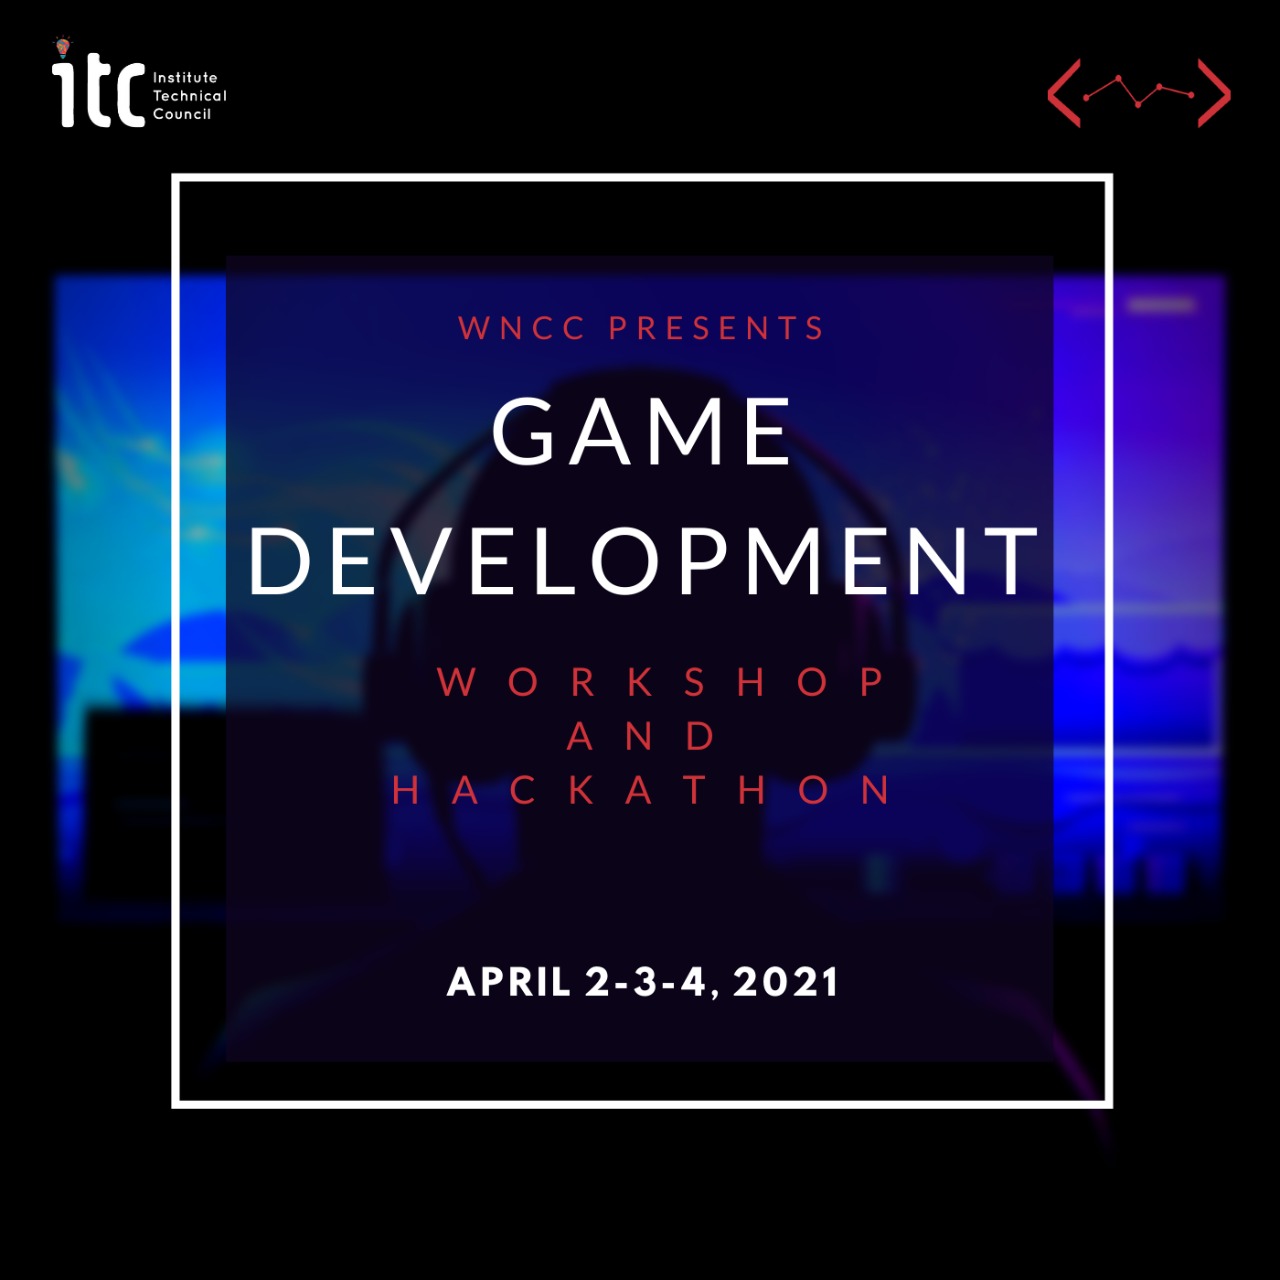 itc
Institute
Technical
Council
WNCC PRESENTS
GAME
DEVELOPMENT
WORKSHOP
AND
HACKATHON
APRIL 2-3-4, 2021